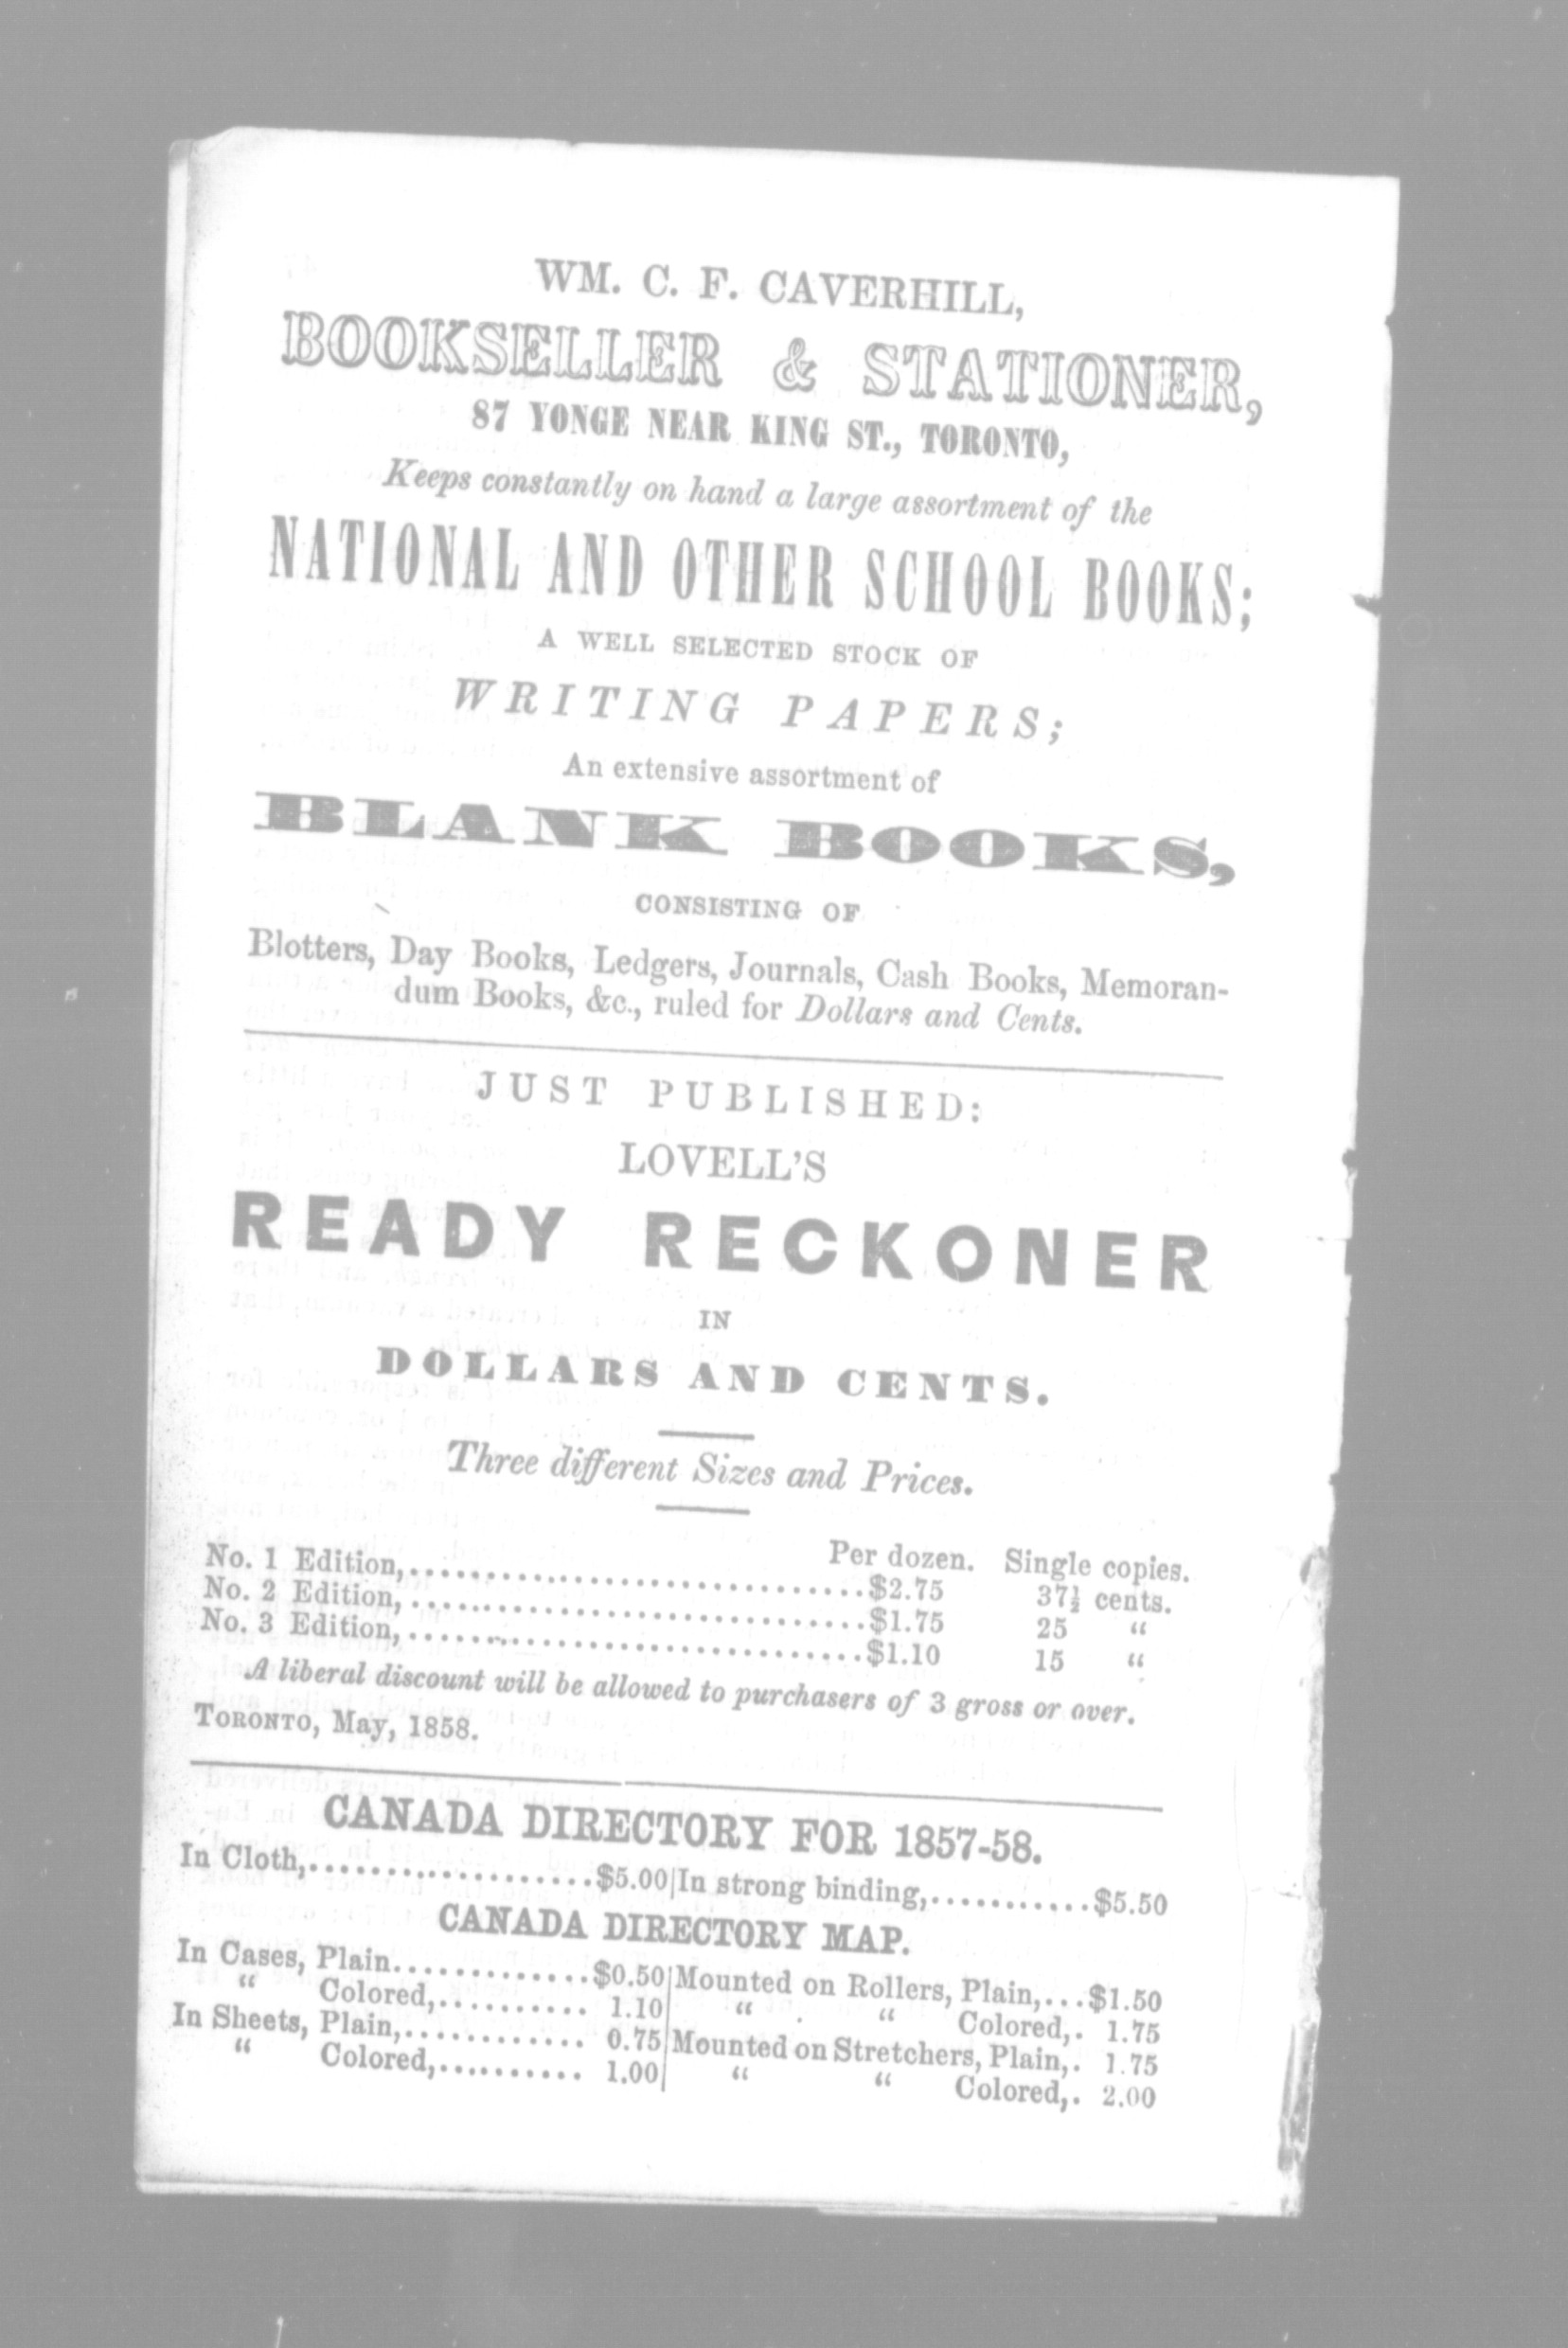 WM. C. F. CAVERHILL,
BOOKSELLER & STATIONER,
87 YONGE NEAR KING ST., TORONTO,
Keeps constantly on hand a large assortment of the
NATIONAL AND OTHER SCHOOL BOOKS;
A WELL SELECTED STOCK OF
WRITING PAPERS;
An extensive assortment of
BLANK BOOKS,
CONSISTING OF
Blotters, Day Books, Ledgers, Journals, Cash Books, Memoran-
dum Books, &c., ruled for Dollars and Cents.
JUST PUBLISHED:
LOVELL'S
READY RECKONER
IN
DOLLARS AND CENTS.
Three different Sizes and Prices.
Per dozen. Single copies.
No. 1 Edition,..............................$2.75 37½ cents.
No. 2 Edition,..............................$1.75 25 “
No. 3 Edition,..............................$1.10 15 “
A liberal discount will be allowed to purchasers of 3 gross or over.
TORONTO, May, 1858.
CANADA DIRECTORY FOR 1857-58.
In Cloth,....................$5.00 | In strong binding,...........$5.50
CANADA DIRECTORY MAP.
In Cases, Plain.............$0.50 | Mounted on Rollers, Plain,...$1.50
“ Colored,.......... 1.10 | “ “ Colored,. 1.75
In Sheets, Plain,............ 0.75 | Mounted on Stretchers, Plain,. 1.75
“ Colored,.......... 1.00 | “ “ Colored,. 2.00